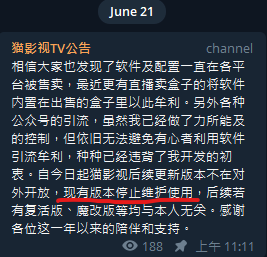 June 21
猫影视TV公告 channel
相信大家也发现了软件及配置一直在各平
台被售卖，最近更有直播卖盒子的将软件
内置在出售的盒子里以此牟利。另外各种
公众号的引流，虽然我已经做了力所能及
的控制，但依旧无法避免有心者利用软件
引流牟利，种种已经违背了我开发的初
衷。自今日起猫影视后续更新版本不在对
外开放，现有版本停止维护使用，后续若
有复活版、魔改版等均与本人无关。感谢
各位这一年以来的陪伴和支持。
188 上午 11:11